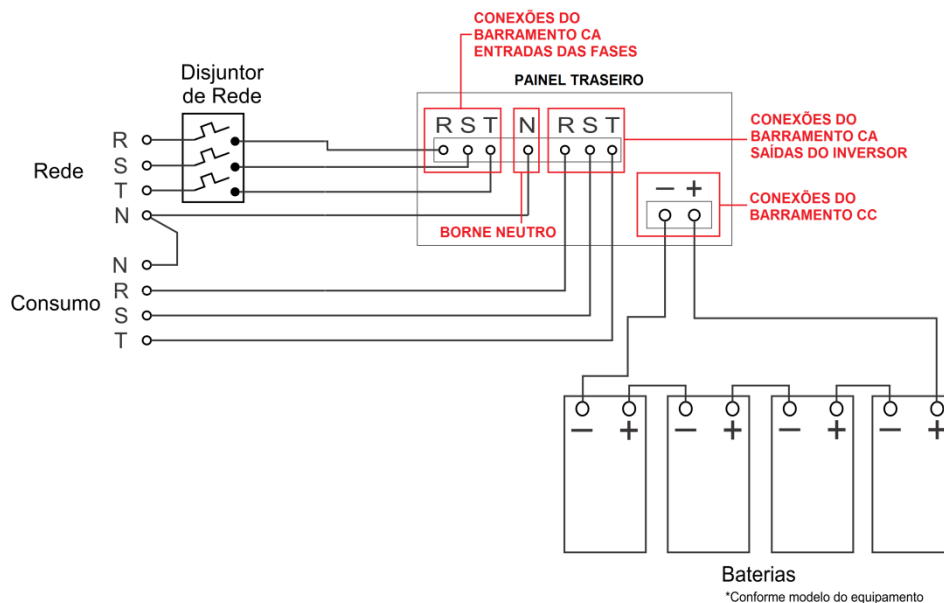 CONEXÕES DO
BARRAMENTO CA
ENTRADAS DAS FASES
PAINEL TRASEIRO
Disjuntor
de Rede
R S T N R S T
CONEXÕES DO
BARRAMENTO CA
SAÍDAS DO INVERSOR
Rede
R
S
T
N
BORNE NEUTRO
− +
CONEXÕES DO
BARRAMENTO CC
Consumo
N
R
S
T
− + − + − + − +
Baterias
*Conforme modelo do equipamento